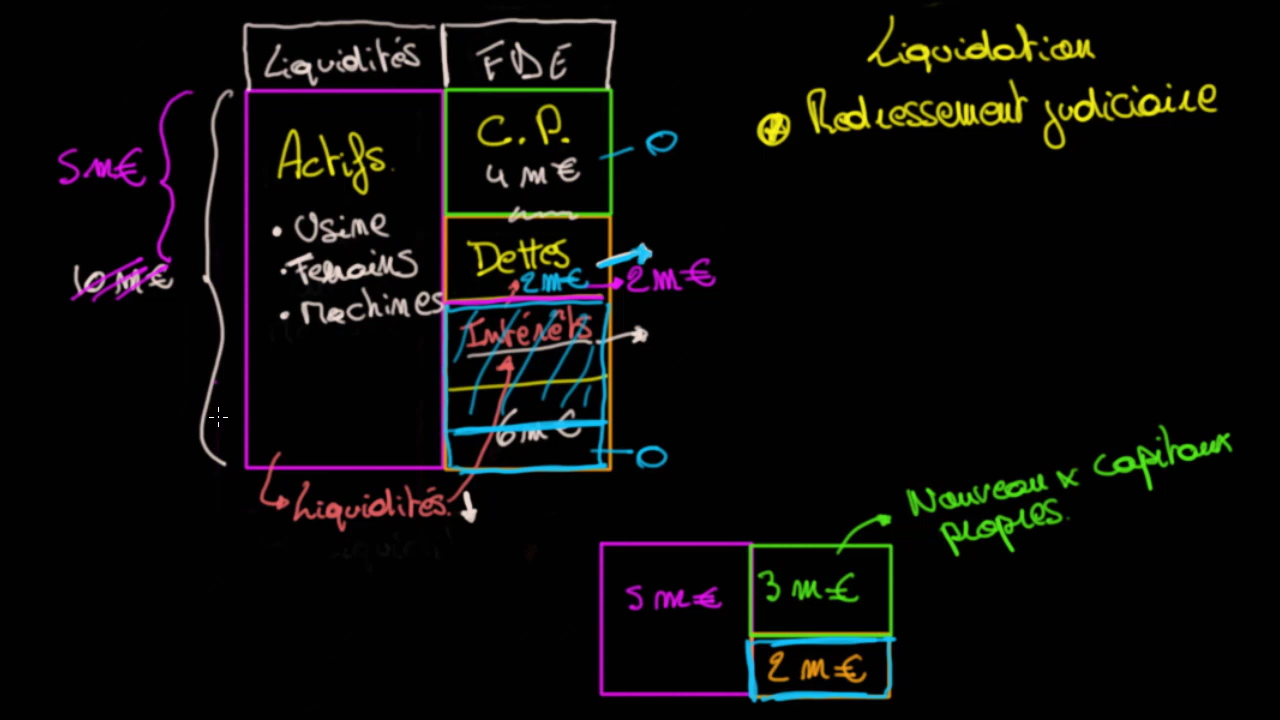 Liquidités
FDE
Liquidation
Redressement judiciaire
5 m€
10 m€
Actifs.
• Usine
• Terrains
• Machines
C.P.
4 m€
0
Dettes
2 m€
2 m€
Intérêts
6 m€
0
Liquidités.
5 m€
3 m€
2 m€
Nouveaux capitaux
propres.